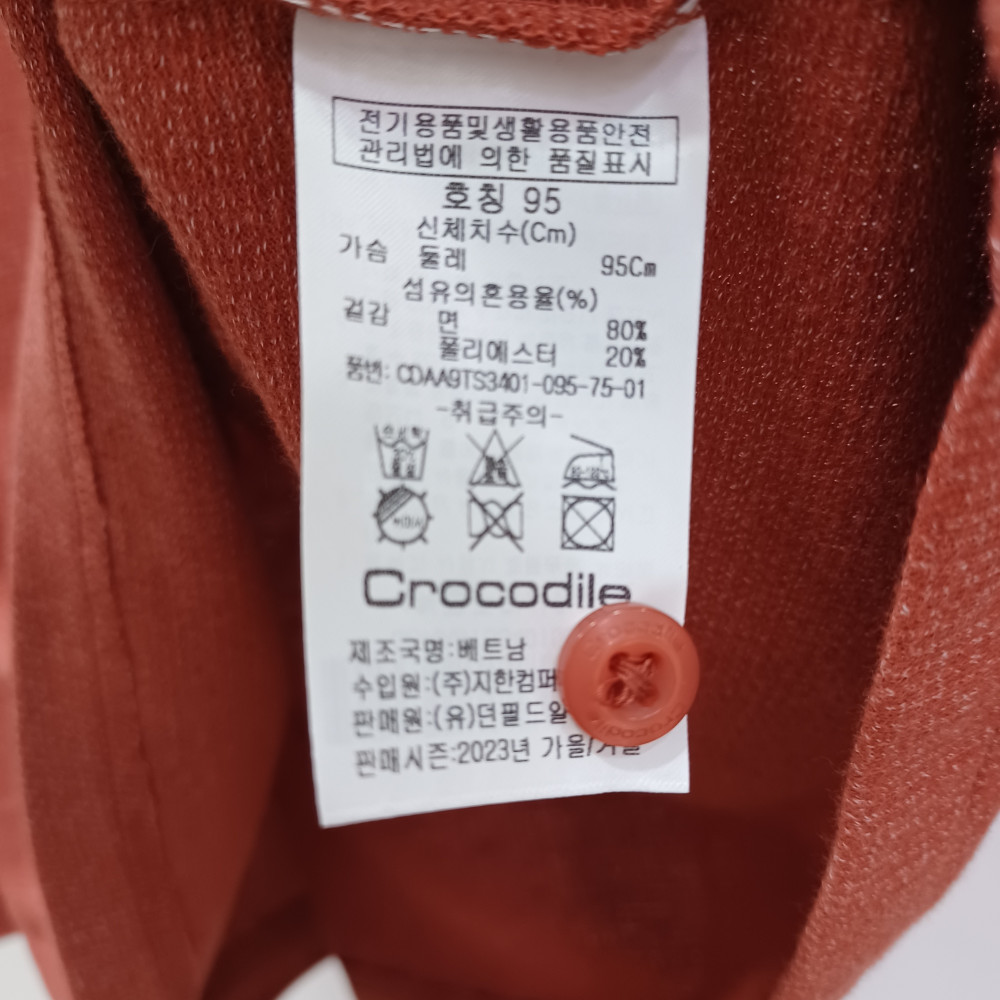 전기용품및생활용품안전
관리법에 의한 품질표시
호칭 95
신체치수(Cm)
가슴 둘레 95Cm
섬유의혼용율(%)
겉감 면 80%
폴리에스터 20%
품번: CDAA9TS3401-095-75-01
-취급주의-
Crocodile
제조국명:베트남
수입원:(주)지한컴퍼
판매원:(유)던필드알
판매시즌:2023년 가을/겨울